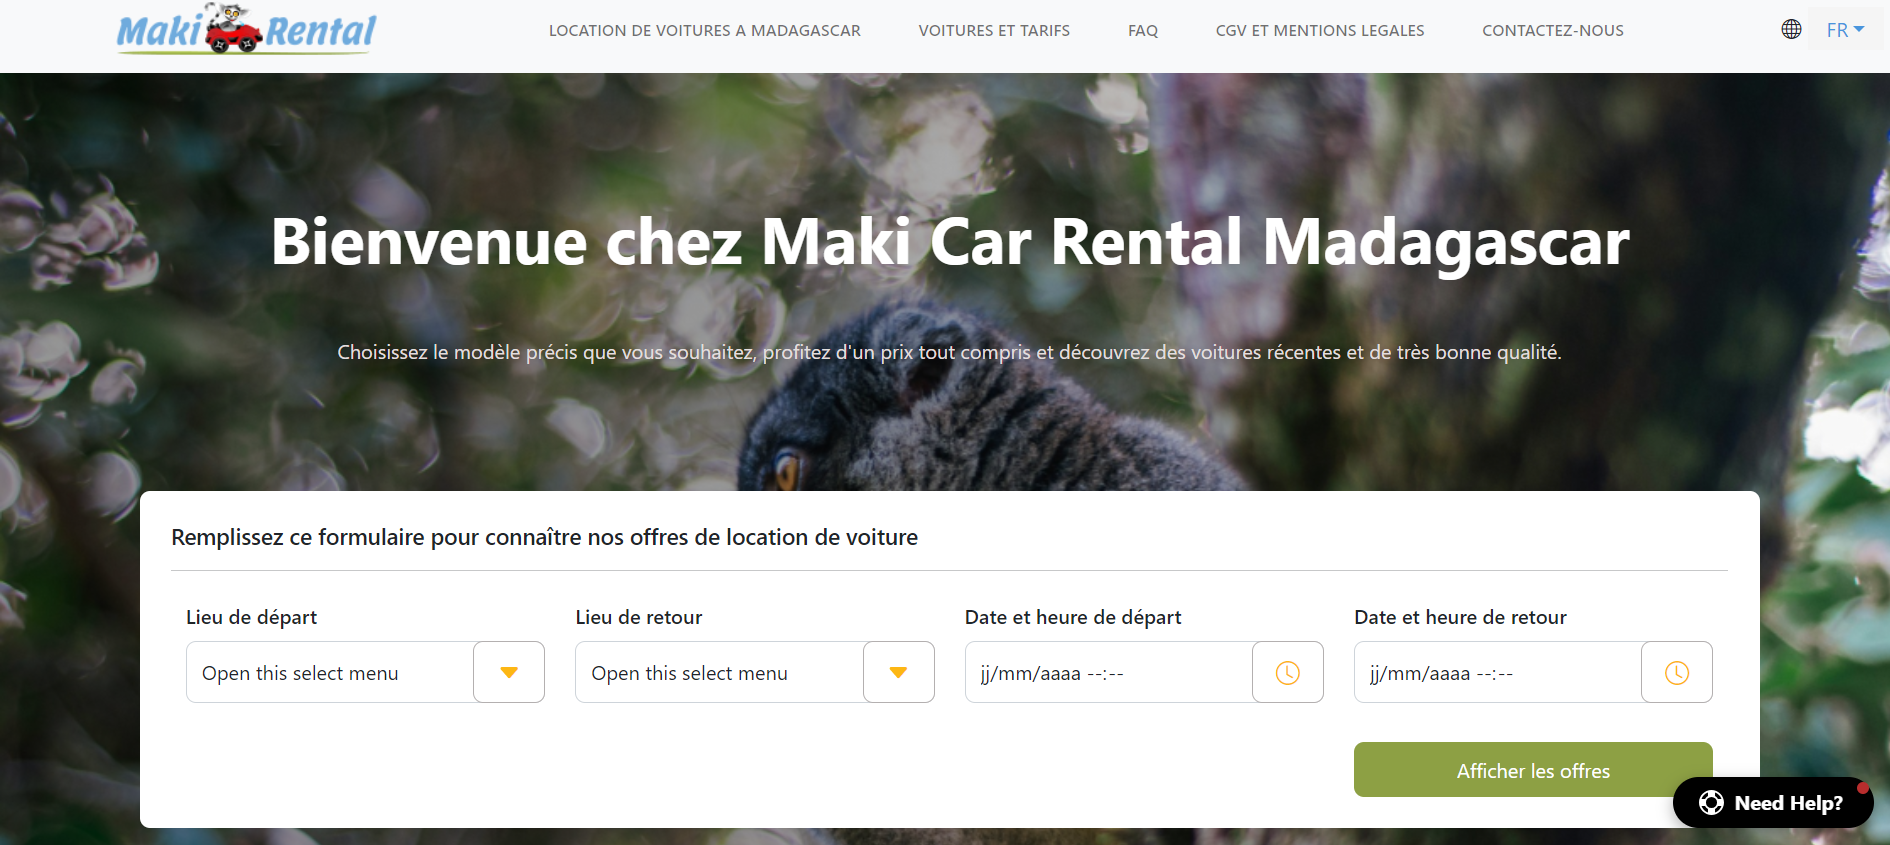 Maki Rental
LOCATION DE VOITURES A MADAGASCAR
VOITURES ET TARIFS
FAQ
CGV ET MENTIONS LEGALES
CONTACTEZ-NOUS
FR
Bienvenue chez Maki Car Rental Madagascar
Choisissez le modèle précis que vous souhaitez, profitez d'un prix tout compris et découvrez des voitures récentes et de très bonne qualité.
Remplissez ce formulaire pour connaître nos offres de location de voiture
Lieu de départ
Open this select menu
Lieu de retour
Open this select menu
Date et heure de départ
jj/mm/aaaa --:--
Date et heure de retour
jj/mm/aaaa --:--
Afficher les offres
Need Help?